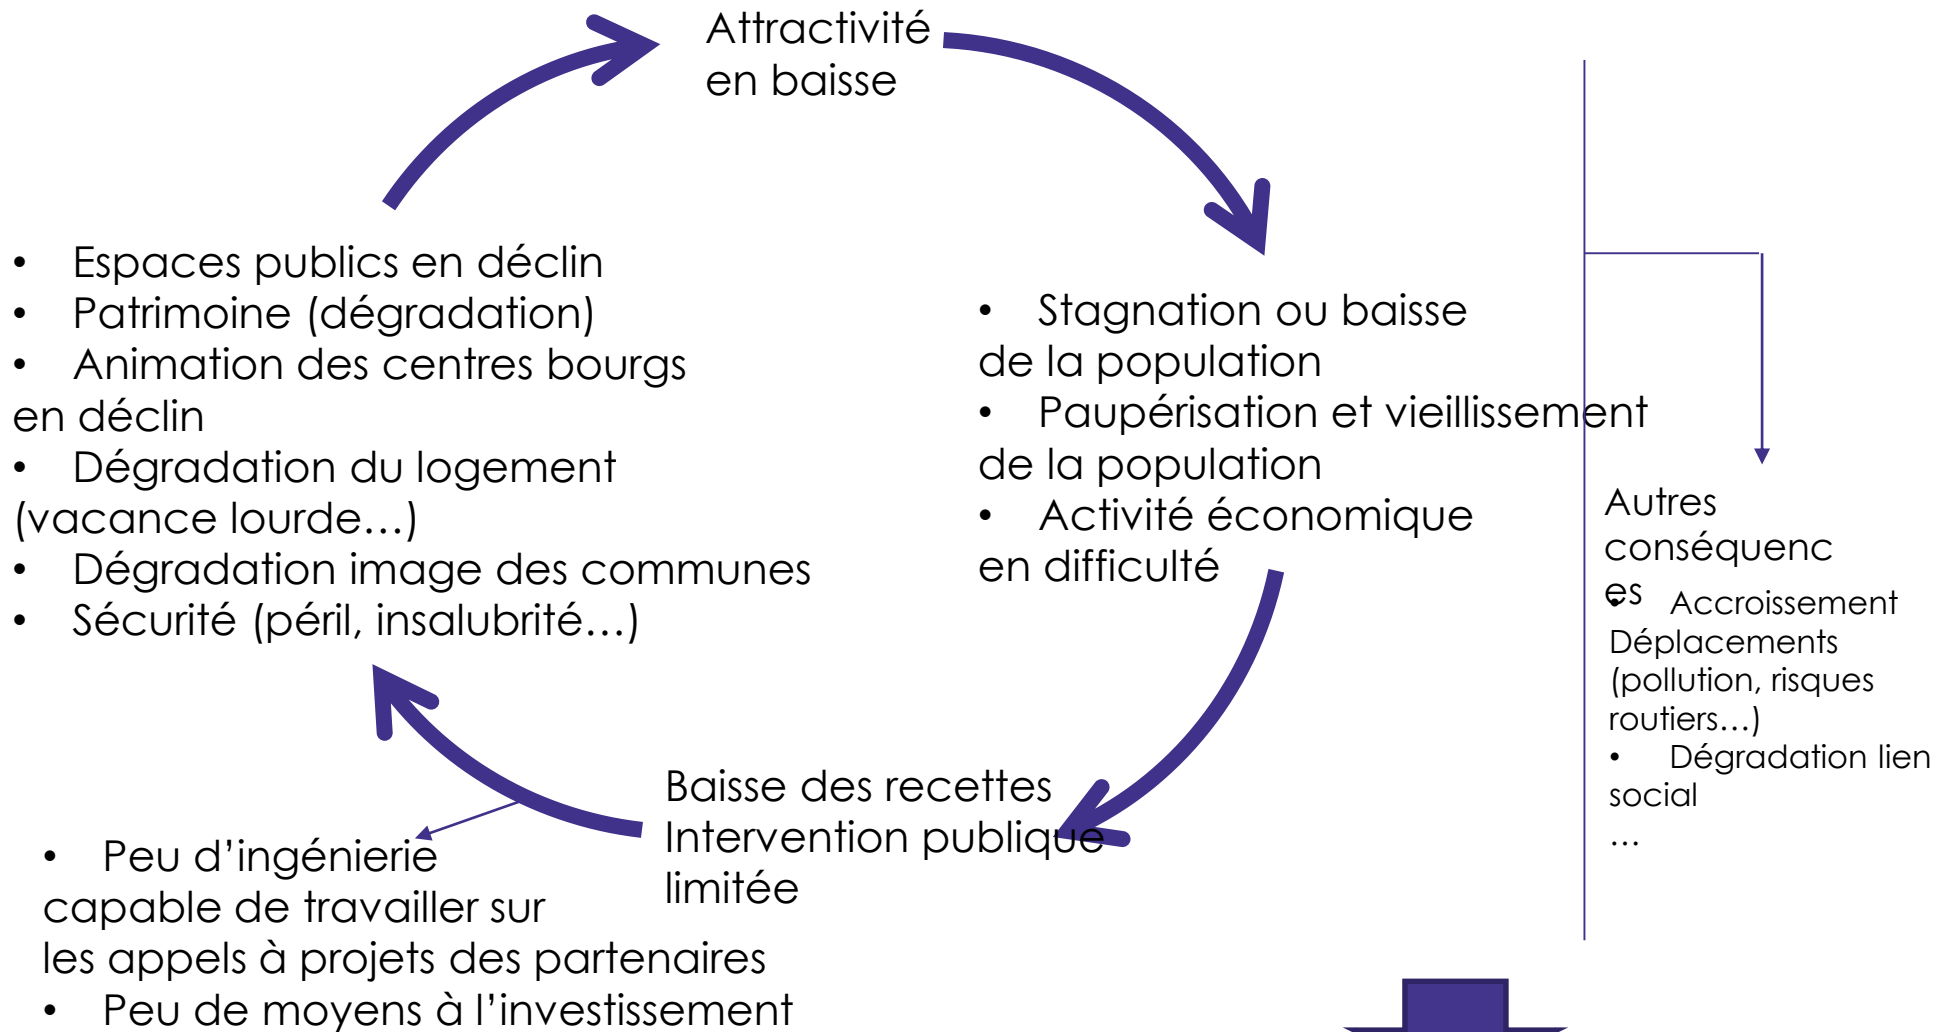 Attractivité
en baisse
• Espaces publics en déclin
• Patrimoine (dégradation)
• Animation des centres bourgs
en déclin
• Dégradation du logement
(vacance lourde…)
• Dégradation image des communes
• Sécurité (péril, insalubrité…)
• Stagnation ou baisse
de la population
• Paupérisation et vieillissement
de la population
• Activité économique
en difficulté
Baisse des recettes
Intervention publique
limitée
• Peu d’ingénierie
capable de travailler sur
les appels à projets des partenaires
• Peu de moyens à l’investissement
Autres
conséquenc
es
• Accroissement
Déplacements
(pollution, risques
routiers…)
• Dégradation lien
social
…